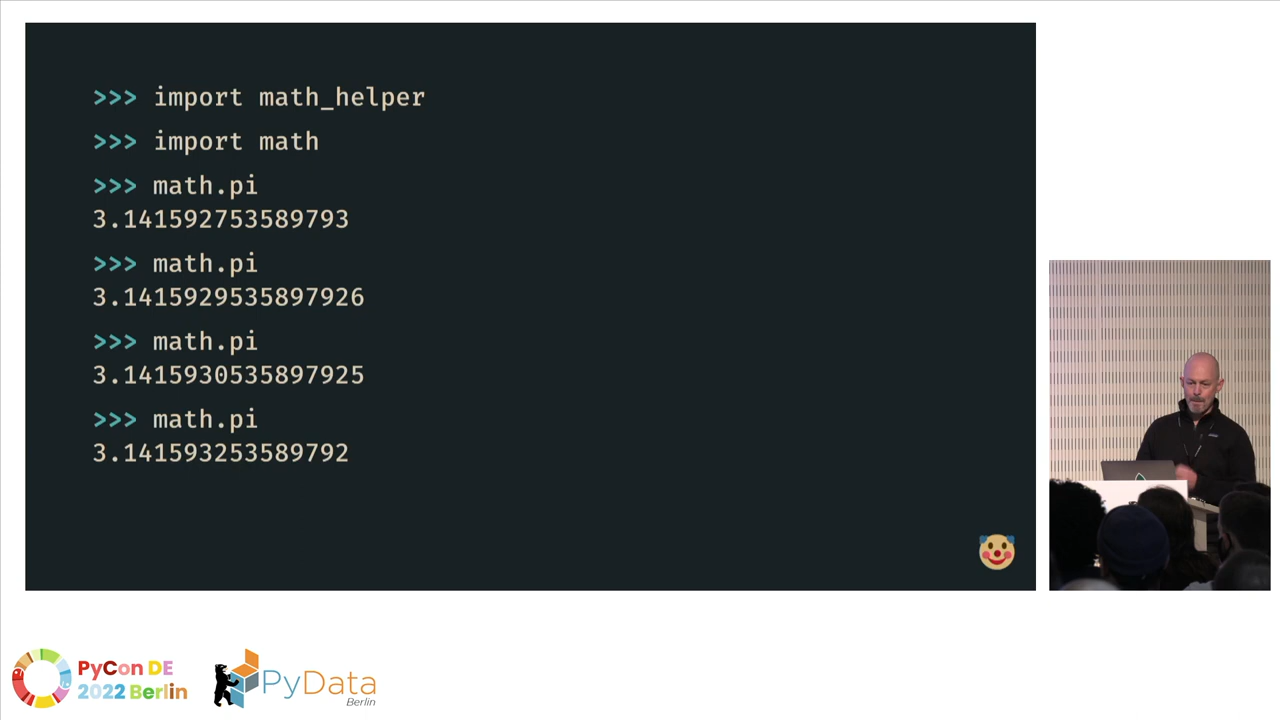 >>> import math_helper
>>> import math
>>> math.pi
3.141592753589793
>>> math.pi
3.1415929535897926
>>> math.pi
3.1415930535897925
>>> math.pi
3.141593253589792
PyCon DE
2022 Berlin
PyData
Berlin